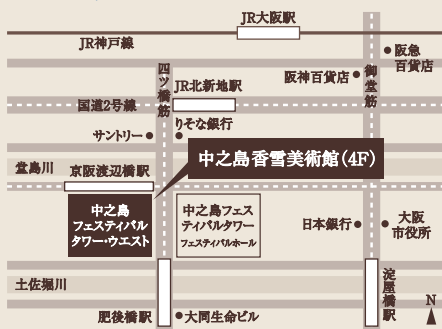 JR大阪駅
JR神戸線
阪急
百貨店
四ツ橋筋
JR北新地駅
阪神百貨店
御堂筋
国道2号線
りそな銀行
サントリー
中之島香雪美術館(4F)
堂島川
京阪渡辺橋駅
中之島
フェスティバル
タワー・ウエスト
中之島フェス
ティバルタワー
フェスティバルホール
日本銀行
大阪
市役所
土佐堀川
淀屋橋駅
肥後橋駅
大同生命ビル
N